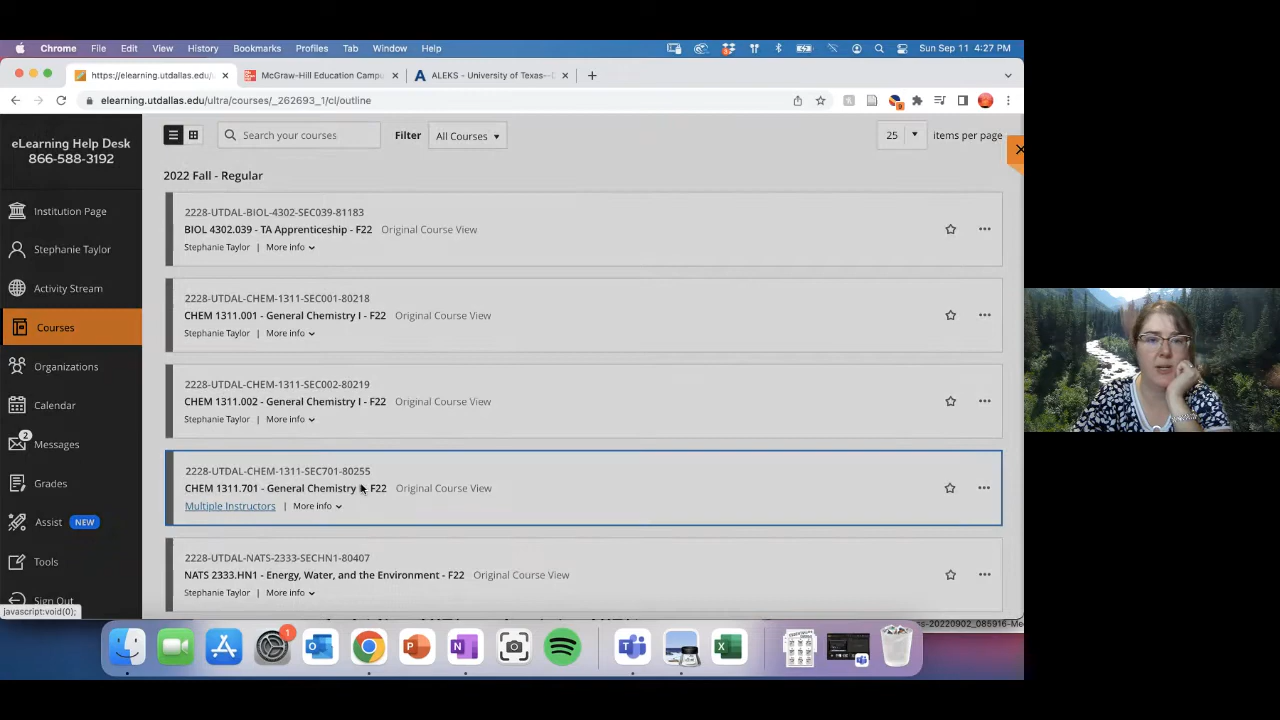 Chrome File Edit View History Bookmarks Profiles Tab Window Help Sun Sep 11 4:27 PM
https://elearning.utdallas.edu/u McGraw-Hill Education Campu ALEKS - University of Texas--D
elearning.utdallas.edu/ultra/courses/_262693_1/cl/outline
eLearning Help Desk
866-588-3192
Institution Page
Stephanie Taylor
Activity Stream
Courses
Organizations
Calendar
2
Messages
Grades
Assist NEW
Tools
Sign Out
javascript:void(0);
Search your courses Filter All Courses 25 items per page
2022 Fall - Regular
2228-UTDAL-BIOL-4302-SEC039-81183
BIOL 4302.039 - TA Apprenticeship - F22 Original Course View
Stephanie Taylor | More info
2228-UTDAL-CHEM-1311-SEC001-80218
CHEM 1311.001 - General Chemistry I - F22 Original Course View
Stephanie Taylor | More info
2228-UTDAL-CHEM-1311-SEC002-80219
CHEM 1311.002 - General Chemistry I - F22 Original Course View
Stephanie Taylor | More info
2228-UTDAL-CHEM-1311-SEC701-80255
CHEM 1311.701 - General Chemistry I - F22 Original Course View
Multiple Instructors | More info
2228-UTDAL-NATS-2333-SECHN1-80407
NATS 2333.HN1 - Energy, Water, and the Environment - F22 Original Course View
Stephanie Taylor | More info
1